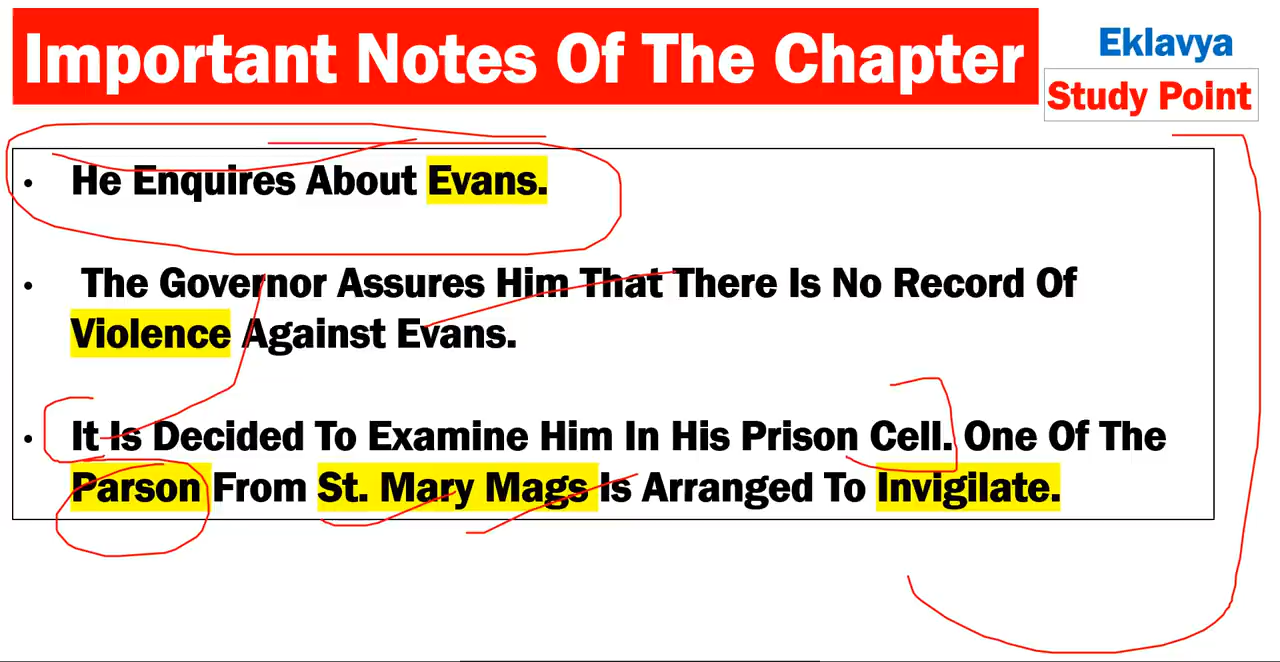 Important Notes Of The Chapter
Eklavya
Study Point
• He Enquires About Evans.
• The Governor Assures Him That There Is No Record Of
Violence Against Evans.
• It Is Decided To Examine Him In His Prison Cell. One Of The
Parson From St. Mary Mags Is Arranged To Invigilate.